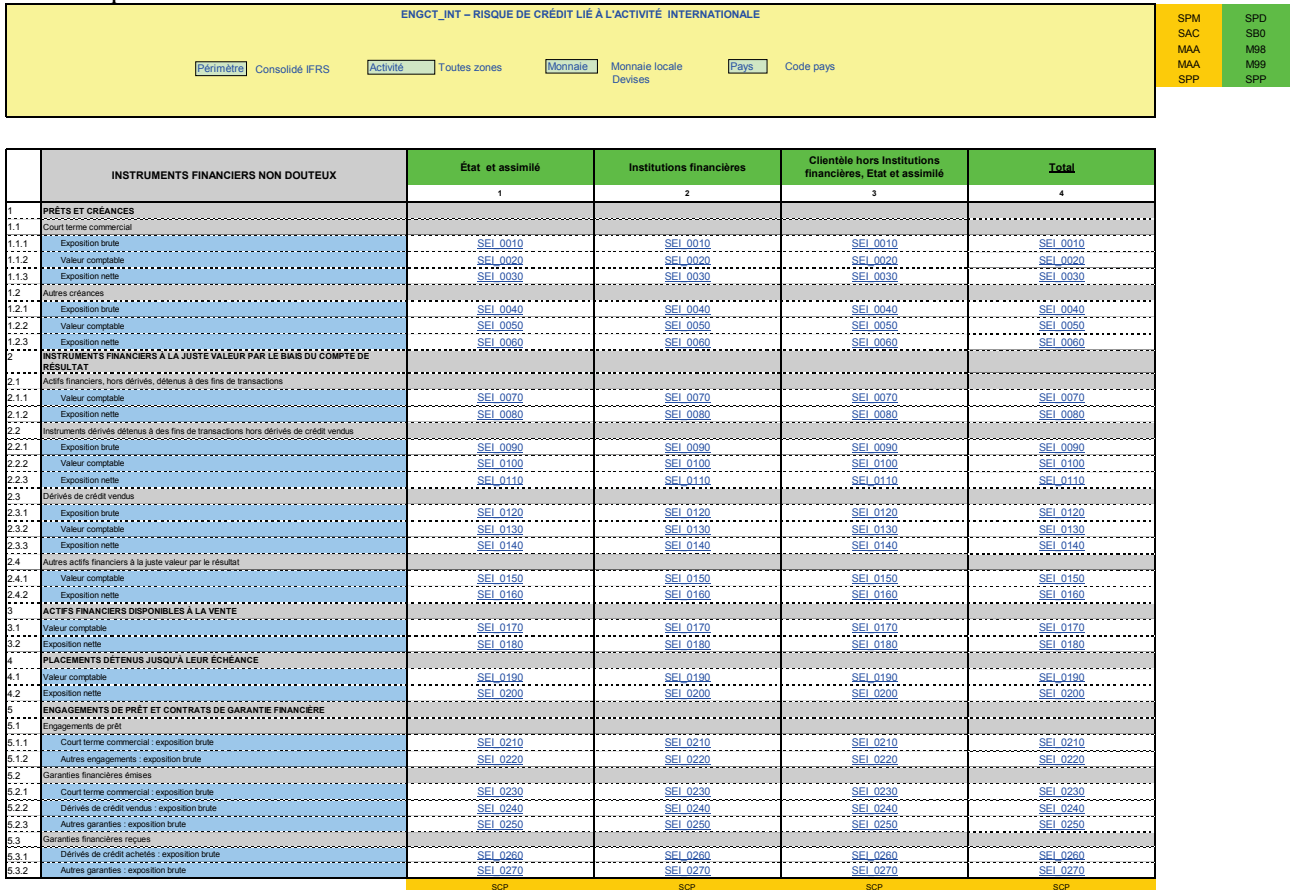 ENGCT_INT – RISQUE DE CRÉDIT LIÉ À L'ACTIVITÉ INTERNATIONALE
SPM SPD
SAC SB0
MAA M98
MAA M99
SPP SPP
Périmètre Consolidé IFRS Activité Toutes zones Monnaie Monnaie locale Pays Code pays
Devises
INSTRUMENTS FINANCIERS NON DOUTEUX État et assimilé Institutions financières Clientèle hors Institutions financières, Etat et assimilé Total
1 2 3 4
1 PRÊTS ET CRÉANCES
1.1 Court terme commercial
1.1.1 Exposition brute SEI_0010 SEI_0010 SEI_0010 SEI_0010
1.1.2 Valeur comptable SEI_0020 SEI_0020 SEI_0020 SEI_0020
1.1.3 Exposition nette SEI_0030 SEI_0030 SEI_0030 SEI_0030
1.2 Autres créances
1.2.1 Exposition brute SEI_0040 SEI_0040 SEI_0040 SEI_0040
1.2.2 Valeur comptable SEI_0050 SEI_0050 SEI_0050 SEI_0050
1.2.3 Exposition nette SEI_0060 SEI_0060 SEI_0060 SEI_0060
2 INSTRUMENTS FINANCIERS À LA JUSTE VALEUR PAR LE BIAIS DU COMPTE DE
RÉSULTAT
2.1 Actifs financiers, hors dérivés, détenus à des fins de transactions
2.1.1 Valeur comptable SEI_0070 SEI_0070 SEI_0070 SEI_0070
2.1.2 Exposition nette SEI_0080 SEI_0080 SEI_0080 SEI_0080
2.2 Instruments dérivés détenus à des fins de transactions hors dérivés de crédit vendus
2.2.1 Exposition brute SEI_0090 SEI_0090 SEI_0090 SEI_0090
2.2.2 Valeur comptable SEI_0100 SEI_0100 SEI_0100 SEI_0100
2.2.3 Exposition nette SEI_0110 SEI_0110 SEI_0110 SEI_0110
2.3 Dérivés de crédit vendus
2.3.1 Exposition brute SEI_0120 SEI_0120 SEI_0120 SEI_0120
2.3.2 Valeur comptable SEI_0130 SEI_0130 SEI_0130 SEI_0130
2.3.3 Exposition nette SEI_0140 SEI_0140 SEI_0140 SEI_0140
2.4 Autres actifs financiers à la juste valeur par le résultat
2.4.1 Valeur comptable SEI_0150 SEI_0150 SEI_0150 SEI_0150
2.4.2 Exposition nette SEI_0160 SEI_0160 SEI_0160 SEI_0160
3 ACTIFS FINANCIERS DISPONIBLES À LA VENTE
3.1 Valeur comptable SEI_0170 SEI_0170 SEI_0170 SEI_0170
3.2 Exposition nette SEI_0180 SEI_0180 SEI_0180 SEI_0180
4 PLACEMENTS DÉTENUS JUSQU'À LEUR ÉCHÉANCE
4.1 Valeur comptable SEI_0190 SEI_0190 SEI_0190 SEI_0190
4.2 Exposition nette SEI_0200 SEI_0200 SEI_0200 SEI_0200
5 ENGAGEMENTS DE PRÊT ET CONTRATS DE GARANTIE FINANCIÈRE
5.1 Engagements de prêt
5.1.1 Court terme commercial : exposition brute SEI_0210 SEI_0210 SEI_0210 SEI_0210
5.1.2 Autres engagements : exposition brute SEI_0220 SEI_0220 SEI_0220 SEI_0220
5.2 Garanties financières émises
5.2.1 Court terme commercial : exposition brute SEI_0230 SEI_0230 SEI_0230 SEI_0230
5.2.2 Dérivés de crédit vendus : exposition brute SEI_0240 SEI_0240 SEI_0240 SEI_0240
5.2.3 Autres garanties : exposition brute SEI_0250 SEI_0250 SEI_0250 SEI_0250
5.3 Garanties financières reçues
5.3.1 Dérivés de crédit achetés : exposition brute SEI_0260 SEI_0260 SEI_0260 SEI_0260
5.3.2 Autres garanties : exposition brute SEI_0270 SEI_0270 SEI_0270 SEI_0270
SCP SCP SCP SCP